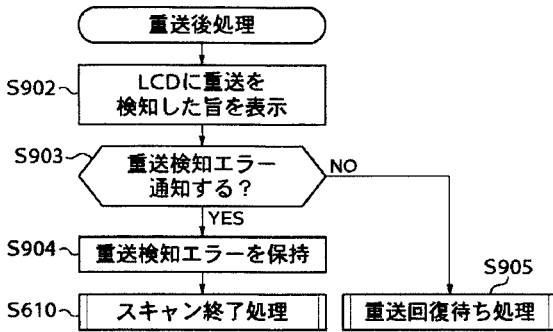 重送後処理
S902
LCDに重送を
検知した旨を表示
S903
重送検知エラー
通知する？
NO
YES
S904
重送検知エラーを保持
S905
S610
スキャン終了処理
重送回復待ち処理